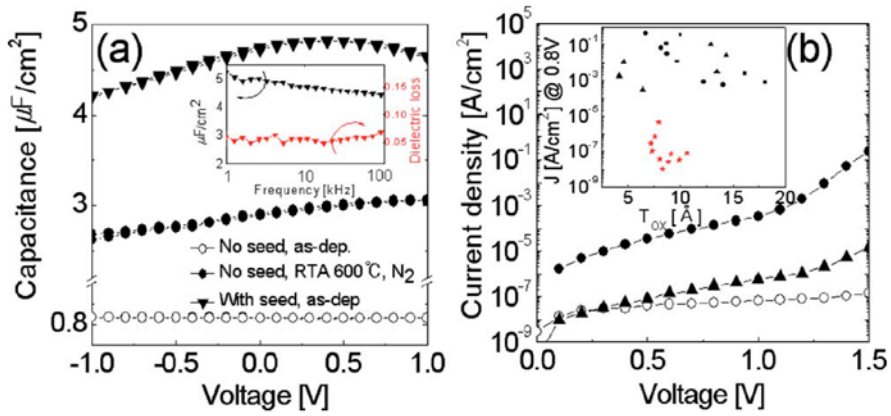 (a)
Capacitance [µF/cm²]
5
4
3
2
0.8
-1.0
-0.5
0.0
0.5
1.0
Voltage [V]
No seed, as-dep.
No seed, RTA 600℃, N₂
With seed, as-dep
µF/cm²
5
4
3
2
0.15
0.10
0.05
Dielectric loss
1
10
100
Frequency [kHz]
(b)
Current density [A/cm²]
10⁵
10³
10¹
10⁻¹
10⁻³
10⁻⁵
10⁻⁷
10⁻⁹
0.0
0.5
1.0
1.5
Voltage [V]
J [A/cm²] @ 0.8V
10⁻¹
10⁻³
10⁻⁵
10⁻⁷
10⁻⁹
5
10
15
20
Tox [Å]